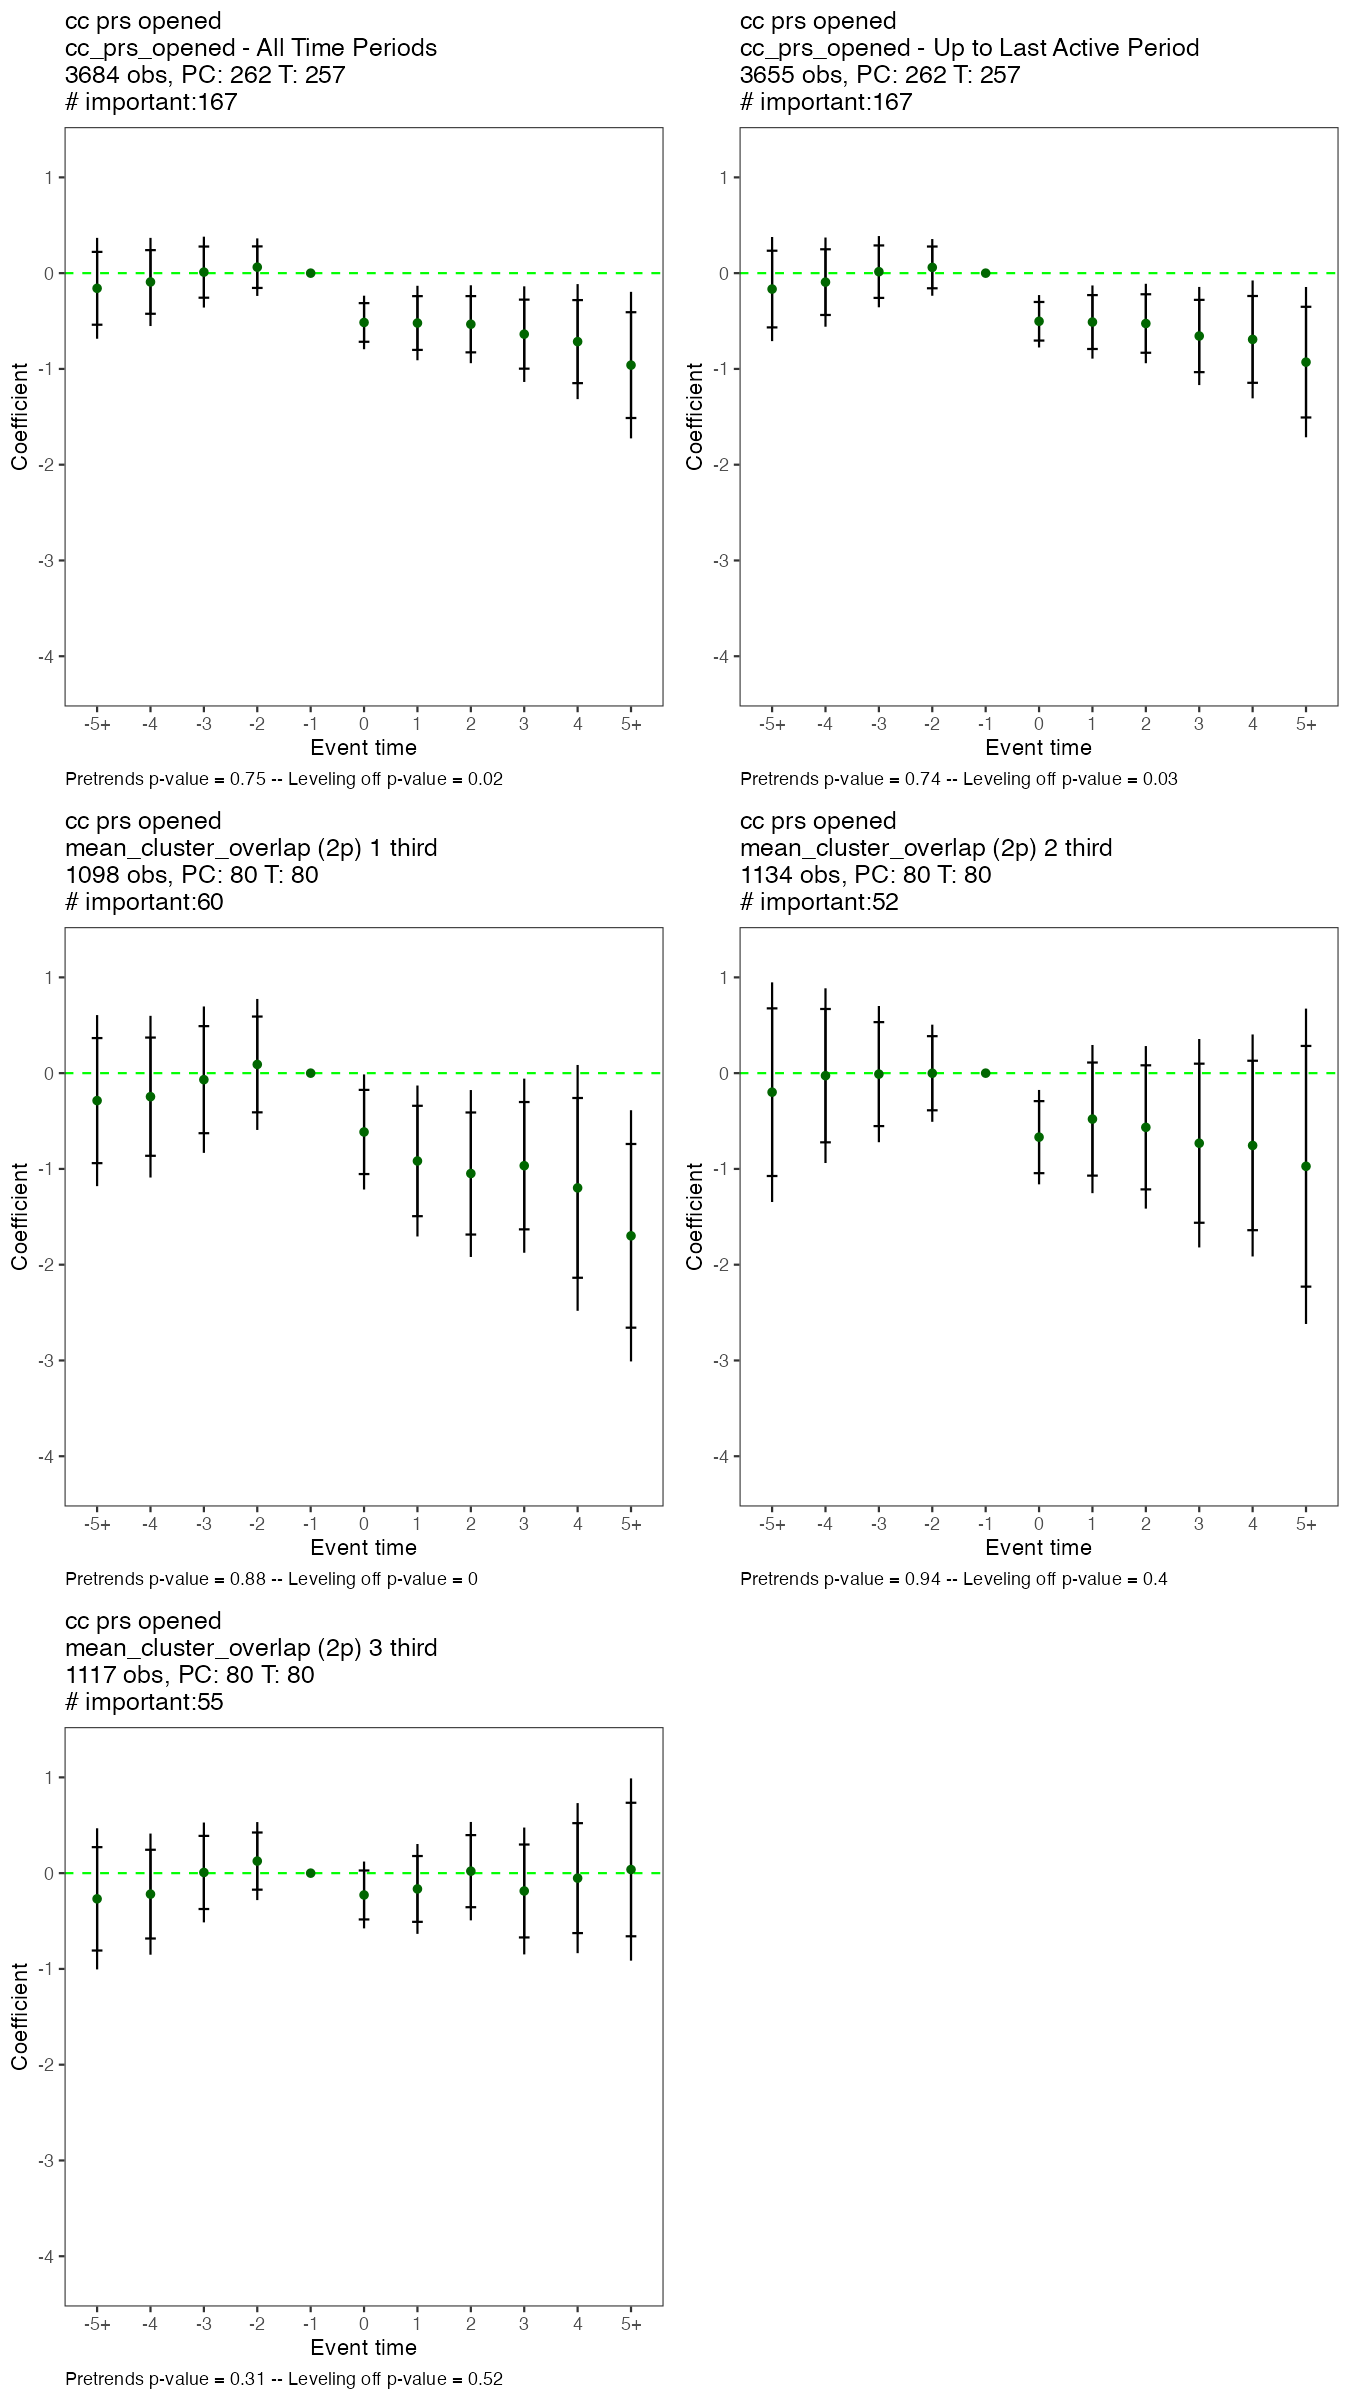 cc prs opened
cc_prs_opened - All Time Periods
3684 obs, PC: 262 T: 257
# important:167
1
0
-1
-2
-3
-4
Coefficient
-5+ -4 -3 -2 -1 0 1 2 3 4 5+
Event time
Pretrends p-value = 0.75 -- Leveling off p-value = 0.02
cc prs opened
cc_prs_opened - Up to Last Active Period
3655 obs, PC: 262 T: 257
# important:167
1
0
-1
-2
-3
-4
Coefficient
-5+ -4 -3 -2 -1 0 1 2 3 4 5+
Event time
Pretrends p-value = 0.74 -- Leveling off p-value = 0.03
cc prs opened
mean_cluster_overlap (2p) 1 third
1098 obs, PC: 80 T: 80
# important:60
1
0
-1
-2
-3
-4
Coefficient
-5+ -4 -3 -2 -1 0 1 2 3 4 5+
Event time
Pretrends p-value = 0.88 -- Leveling off p-value = 0
cc prs opened
mean_cluster_overlap (2p) 2 third
1134 obs, PC: 80 T: 80
# important:52
1
0
-1
-2
-3
-4
Coefficient
-5+ -4 -3 -2 -1 0 1 2 3 4 5+
Event time
Pretrends p-value = 0.94 -- Leveling off p-value = 0.4
cc prs opened
mean_cluster_overlap (2p) 3 third
1117 obs, PC: 80 T: 80
# important:55
1
0
-1
-2
-3
-4
Coefficient
-5+ -4 -3 -2 -1 0 1 2 3 4 5+
Event time
Pretrends p-value = 0.31 -- Leveling off p-value = 0.52